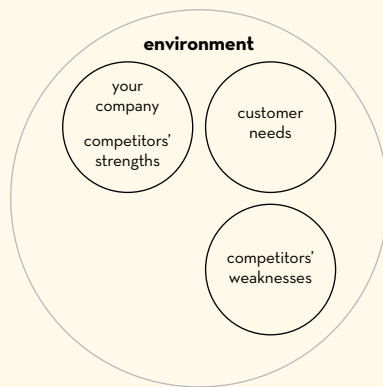 environment
your
company
competitors'
strengths
customer
needs
competitors'
weaknesses